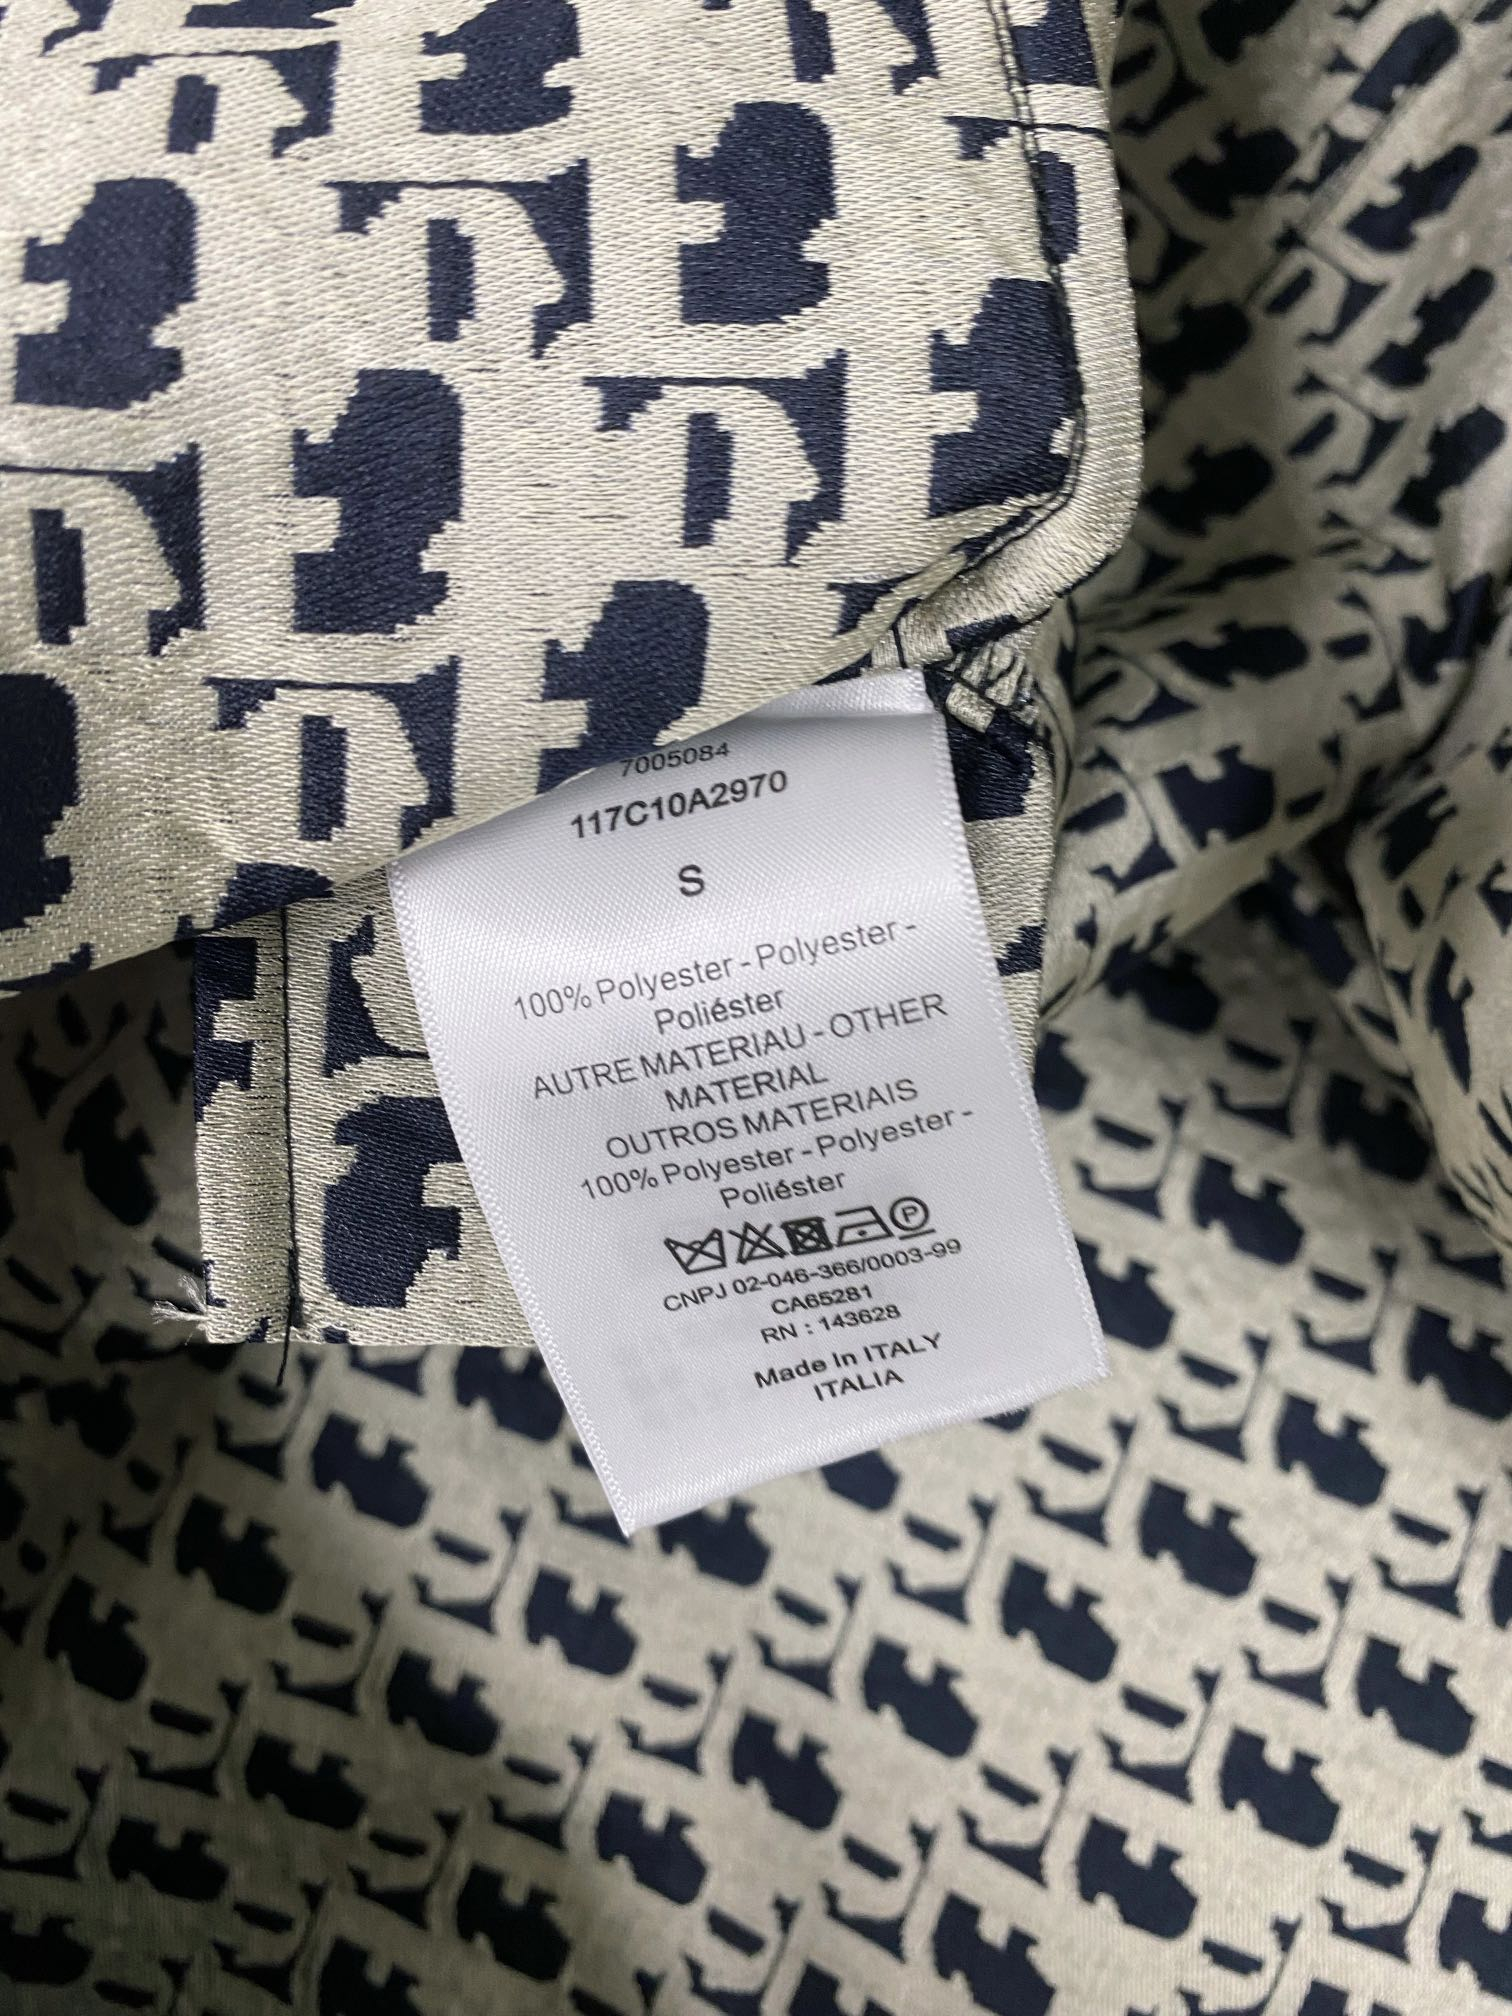 7005084
117C10A2970
S
100% Polyester - Polyester -
Poliéster
AUTRE MATERIAU - OTHER
MATERIAL
OUTROS MATERIAIS
100% Polyester - Polyester -
Poliéster
P
CNPJ 02-046-366/0003-99
CA65281
RN : 143628
Made In ITALY
ITALIA